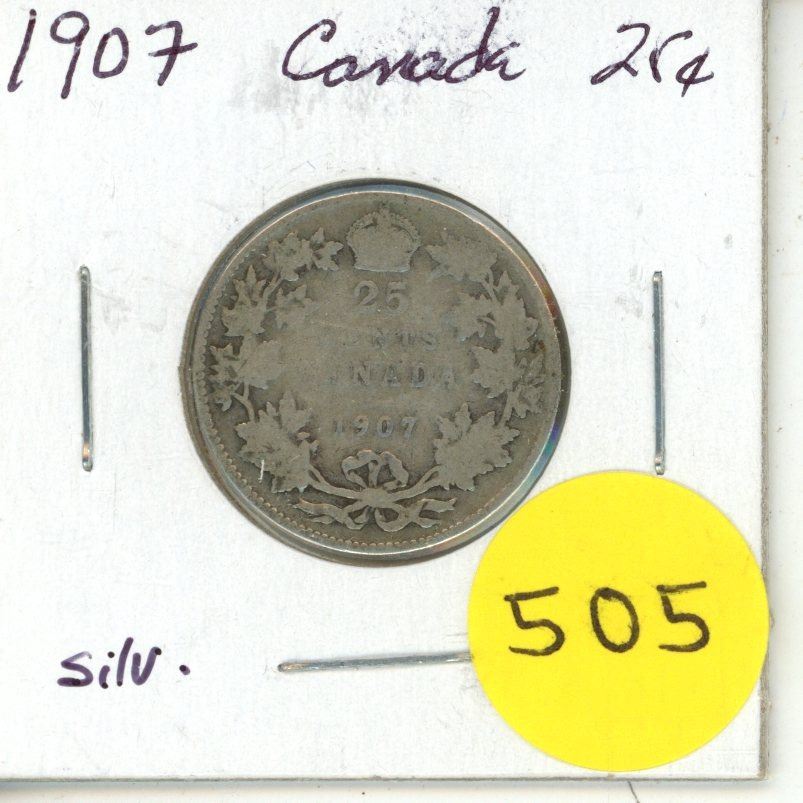 1907 Canada 25¢
25
CENTS
CANADA
1907
silv.
505